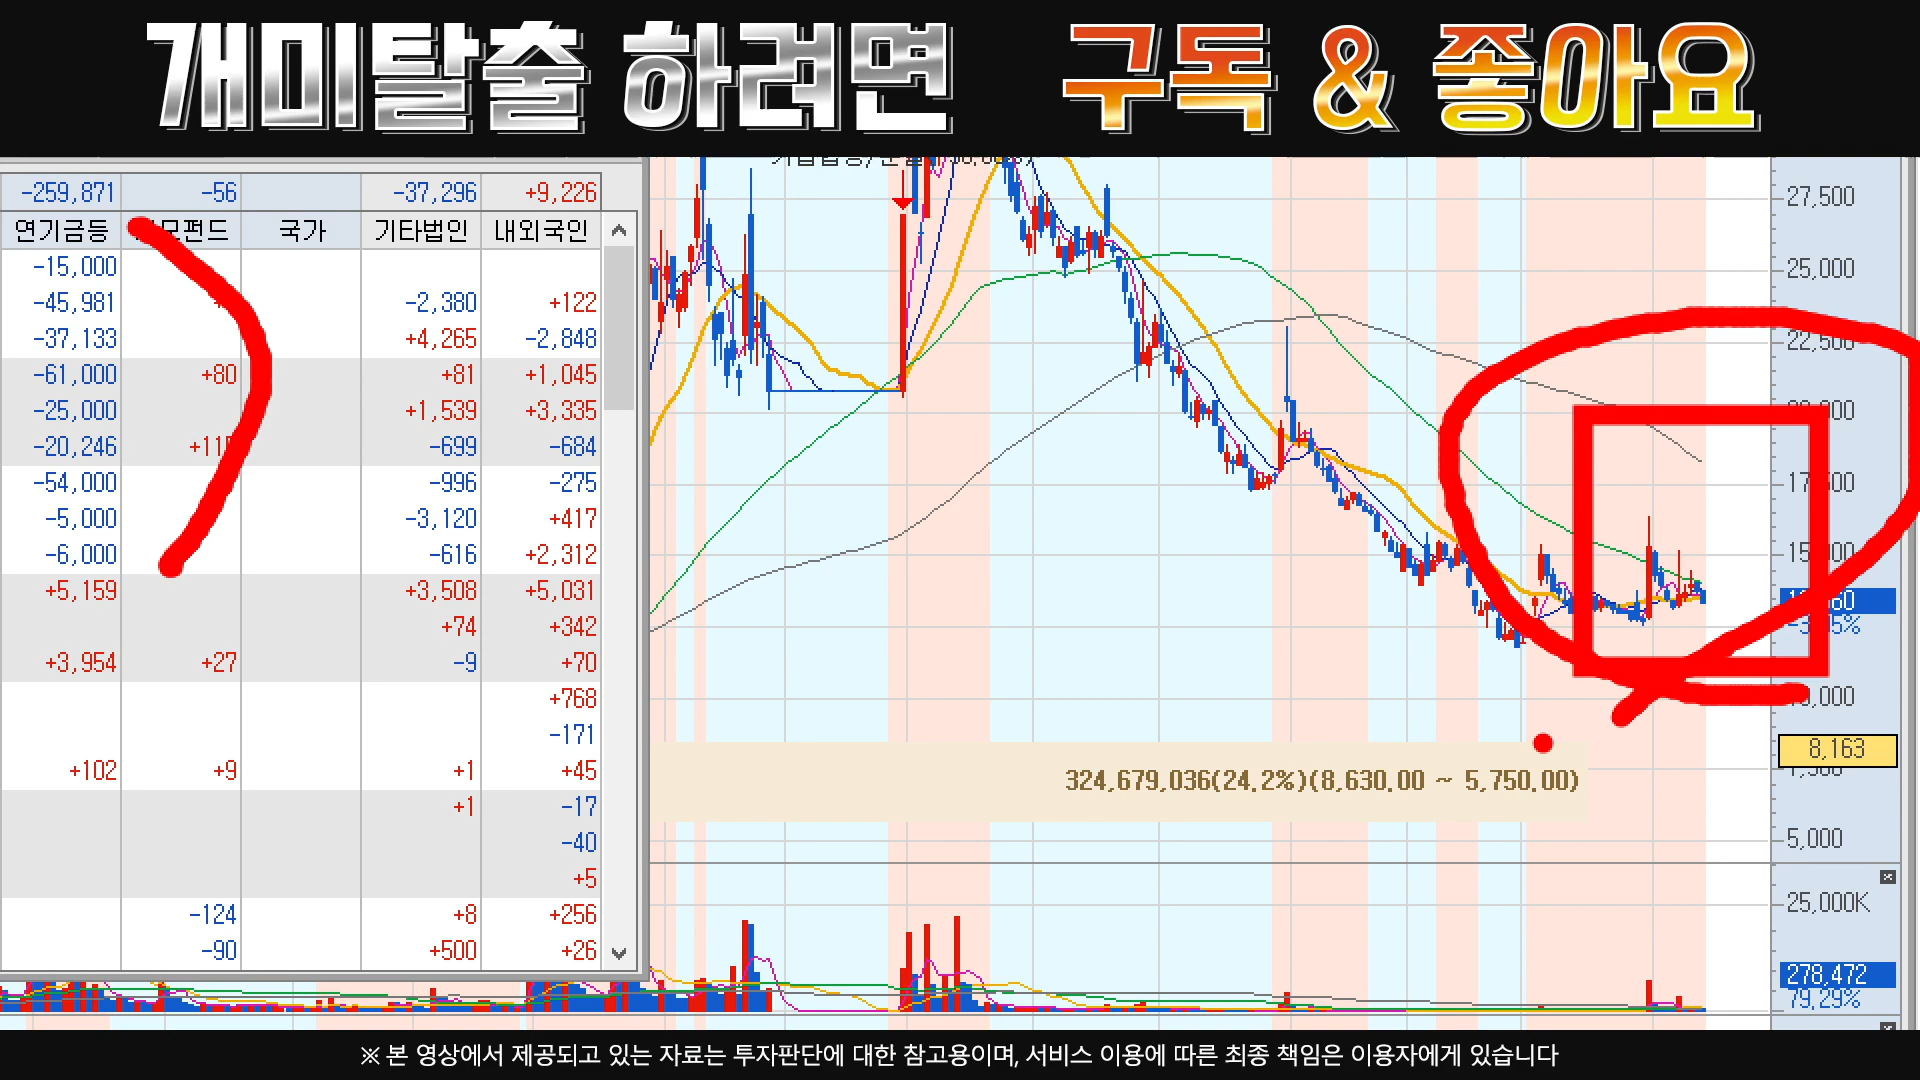 개미탈출 하려면 구독 & 좋아요
-259,871 -56 -37,296 +9,226
연기금등 모펀드 국가 기타법인 내외국인
-15,000
-45,981 -2,380 +122
-37,133 +4,265 -2,848
-61,000 +80 +81 +1,045
-25,000 +1,539 +3,335
-20,246 -699 -684
-54,000 -996 -275
-5,000 -3,120 +417
-6,000 -616 +2,312
+5,159 +3,508 +5,031
+74 +342
+3,954 +27 -9 +70
+768
-171
+102 +9 +1 +45
+1 -17
-40
+5
-124 +8 +256
-90 +500 +26
27,500
25,000
22,500
8,163
324,679,036(24.2%)(8,630.00 ~ 5,750.00)
5,000
25,000K
278,472
79.29%
※ 본 영상에서 제공되고 있는 자료는 투자판단에 대한 참고용이며, 서비스 이용에 따른 최종 책임은 이용자에게 있습니다